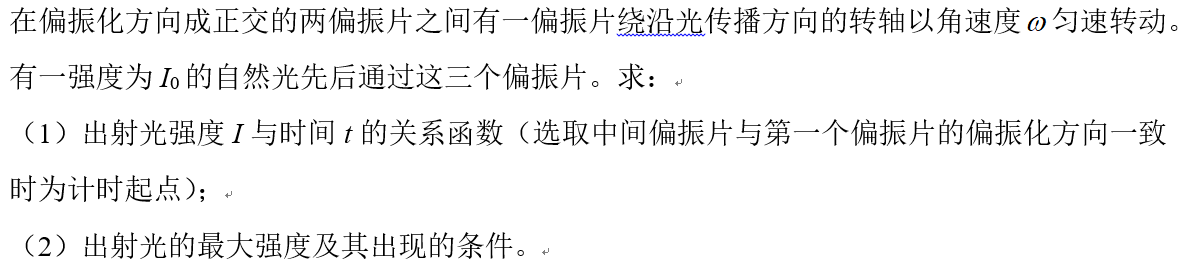 在偏振化方向成正交的两偏振片之间有一偏振片绕沿光传播方向的转轴以角速度 ω 匀速转动。
有一强度为 I₀ 的自然光先后通过这三个偏振片。求：
（1）出射光强度 I 与时间 t 的关系函数（选取中间偏振片与第一个偏振片的偏振化方向一致
时为计时起点）；
（2）出射光的最大强度及其出现的条件。